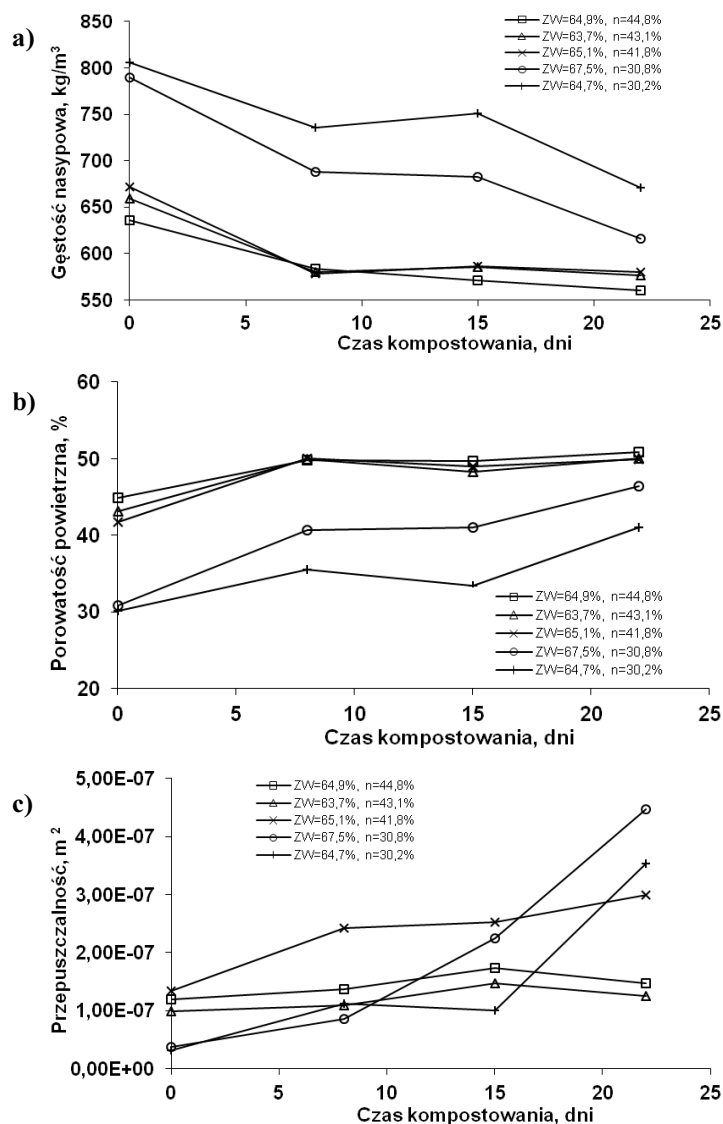 a)
Gęstość nasypowa, kg/m³
850
800
750
700
650
600
550
0 5 10 15 20 25
Czas kompostowania, dni
ZW=64,9%, n=44,8%
ZW=63,7%, n=43,1%
ZW=65,1%, n=41,8%
ZW=67,5%, n=30,8%
ZW=64,7%, n=30,2%
b)
Porowatość powietrzna, %
60
50
40
30
20
ZW=64,9%, n=44,8%
ZW=63,7%, n=43,1%
ZW=65,1%, n=41,8%
ZW=67,5%, n=30,8%
ZW=64,7%, n=30,2%
0 5 10 15 20 25
Czas kompostowania, dni
c)
Przepuszczalność, m²
5,00E-07
4,00E-07
3,00E-07
2,00E-07
1,00E-07
0,00E+00
ZW=64,9%, n=44,8%
ZW=63,7%, n=43,1%
ZW=65,1%, n=41,8%
ZW=67,5%, n=30,8%
ZW=64,7%, n=30,2%
0 5 10 15 20 25
Czas kompostowania, dni